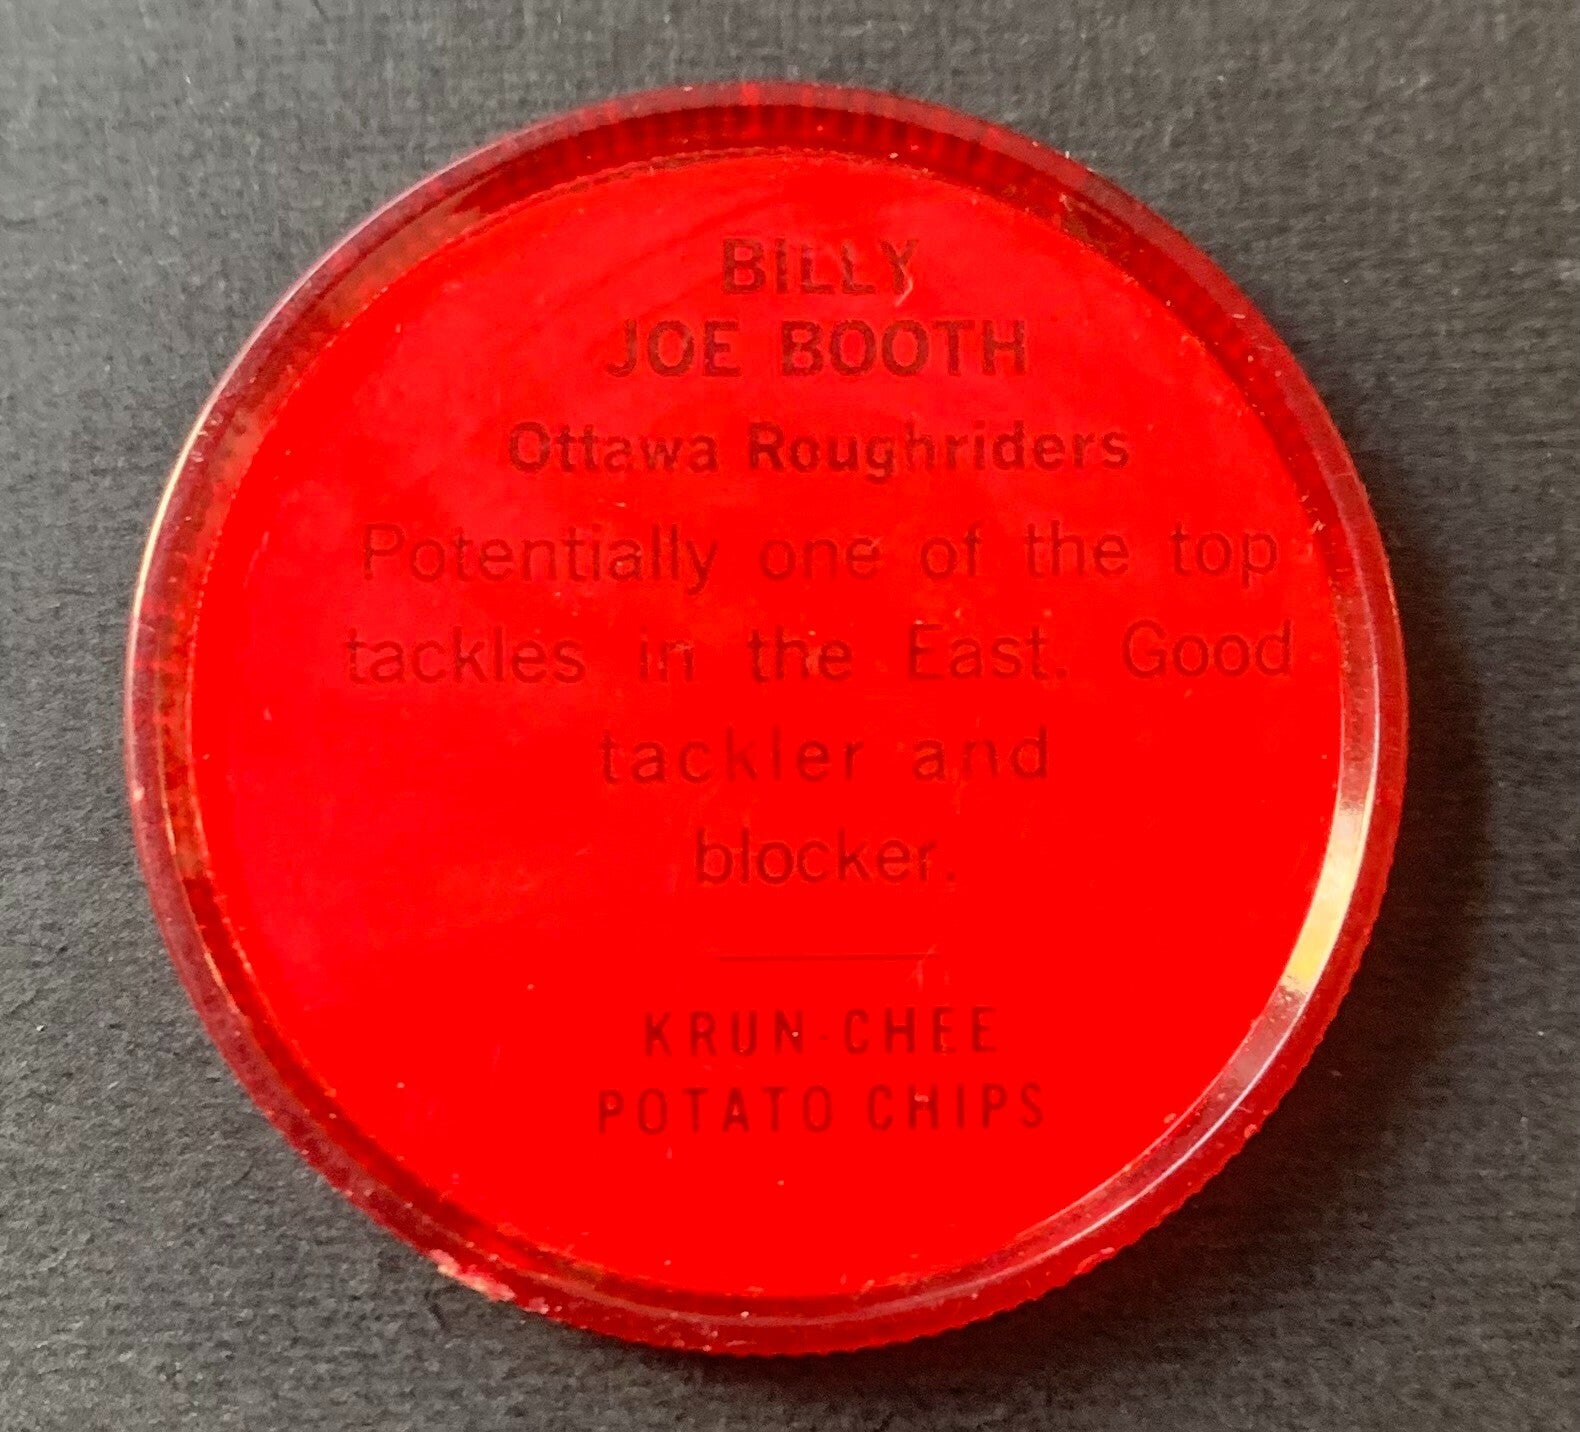 BILLY
JOE BOOTH
Ottawa Roughriders
Potentially one of the top
tackles in the East. Good
tackler and
blocker.
KRUN-CHEE
POTATO CHIPS